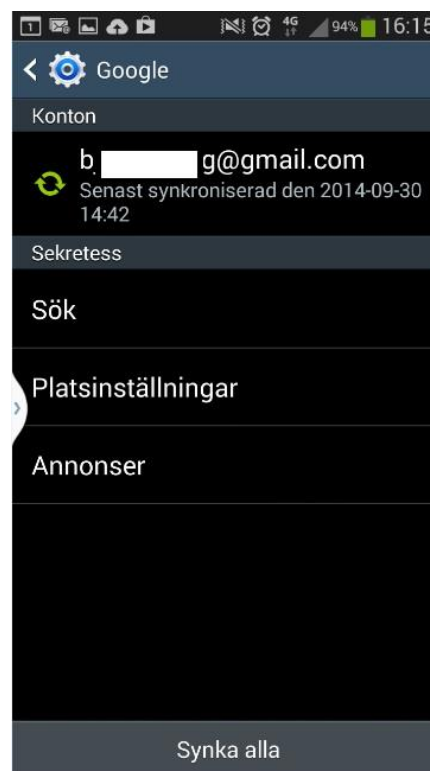 1 4G 94% 16:15
Google
Konton
b g@gmail.com
Senast synkroniserad den 2014-09-30
14:42
Sekretess
Sök
Platsinställningar
Annonser
Synka alla